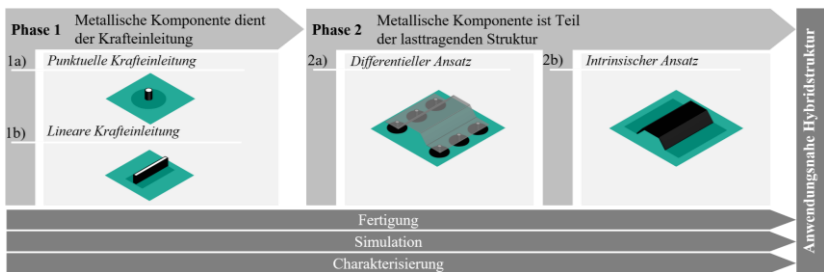 Phase 1
Metallische Komponente dient
der Krafteinleitung
Phase 2
Metallische Komponente ist Teil
der lasttragenden Struktur
1a)
Punktuelle Krafteinleitung
1b)
Lineare Krafteinleitung
2a)
Differentieller Ansatz
2b)
Intrinsischer Ansatz
Anwendungsnahe Hybridstruktur
Fertigung
Simulation
Charakterisierung